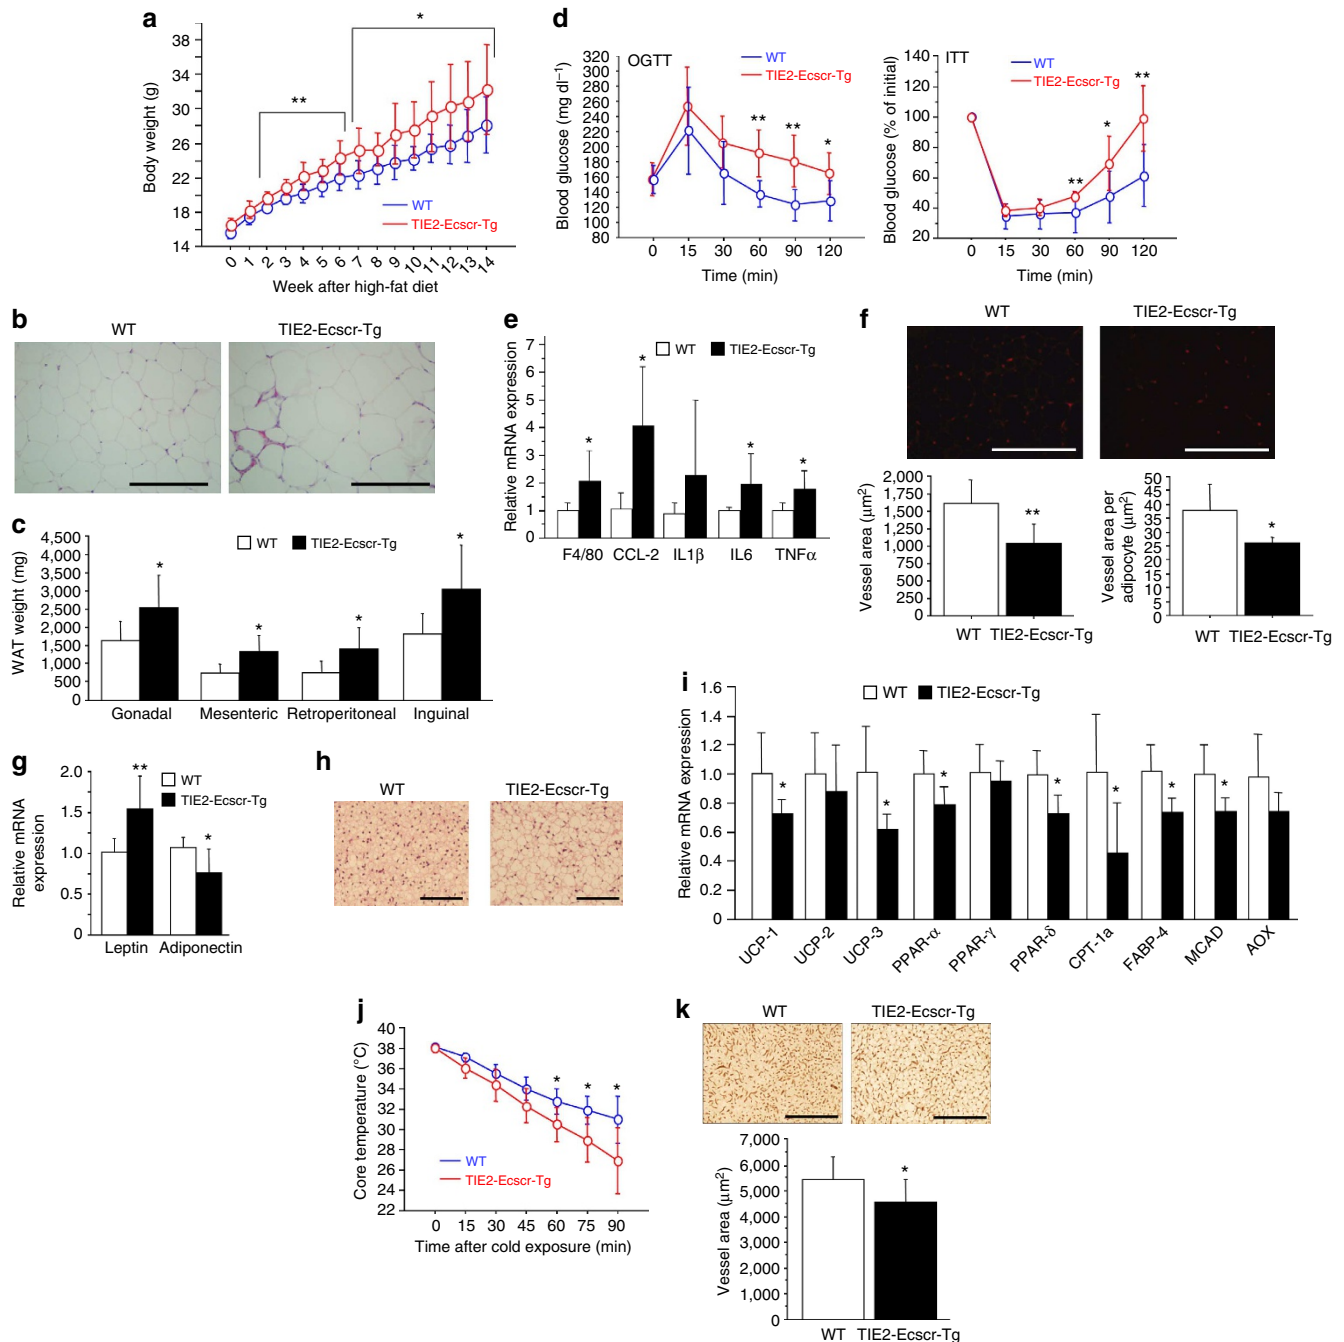 a
*
**
38
34
30
26
22
18
14
Body weight (g)
WT
TIE2-Ecscr-Tg
0 1 2 3 4 5 6 7 8 9 10 11 12 13 14
Week after high-fat diet
d
OGTT
WT
TIE2-Ecscr-Tg
320
300
280
260
240
220
200
180
160
140
120
100
80
Blood glucose (mg dl⁻¹)
** ** *
0 15 30 60 90 120
Time (min)
ITT
WT
TIE2-Ecscr-Tg
140
120
100
80
60
40
20
Blood glucose (% of initial)
** * **
0 15 30 60 90 120
Time (min)
b
WT TIE2-Ecscr-Tg
e
WT TIE2-Ecscr-Tg
7
6
5
4
3
2
1
0
Relative mRNA expression
* * * *
F4/80 CCL-2 IL1β IL6 TNFα
f
WT TIE2-Ecscr-Tg
2,000
1,750
1,500
1,250
1,000
750
500
250
0
Vessel area (μm²)
**
WT TIE2-Ecscr-Tg
50
45
40
35
30
25
20
15
10
5
0
Vessel area per
adipocyte (μm²)
*
WT TIE2-Ecscr-Tg
c
WT TIE2-Ecscr-Tg
4,500
4,000
3,500
3,000
2,500
2,000
1,500
1,000
500
0
WAT weight (mg)
* * * *
Gonadal Mesenteric Retroperitoneal Inguinal
g
WT
TIE2-Ecscr-Tg
2.0
1.5
1.0
0.5
0
Relative mRNA
expression
** *
Leptin Adiponectin
h
WT TIE2-Ecscr-Tg
i
WT TIE2-Ecscr-Tg
1.6
1.4
1.2
1.0
0.8
0.6
0.4
0.2
0
Relative mRNA expression
* * * * * * *
UCP-1 UCP-2 UCP-3 PPAR-α PPAR-γ PPAR-δ CPT-1a FABP-4 MCAD AOX
j
40
38
36
34
32
30
28
26
24
22
Core temperature (°C)
* * *
WT
TIE2-Ecscr-Tg
0 15 30 45 60 75 90
Time after cold exposure (min)
k
WT TIE2-Ecscr-Tg
7,000
6,000
5,000
4,000
3,000
2,000
1,000
0
Vessel area (μm²)
*
WT TIE2-Ecscr-Tg